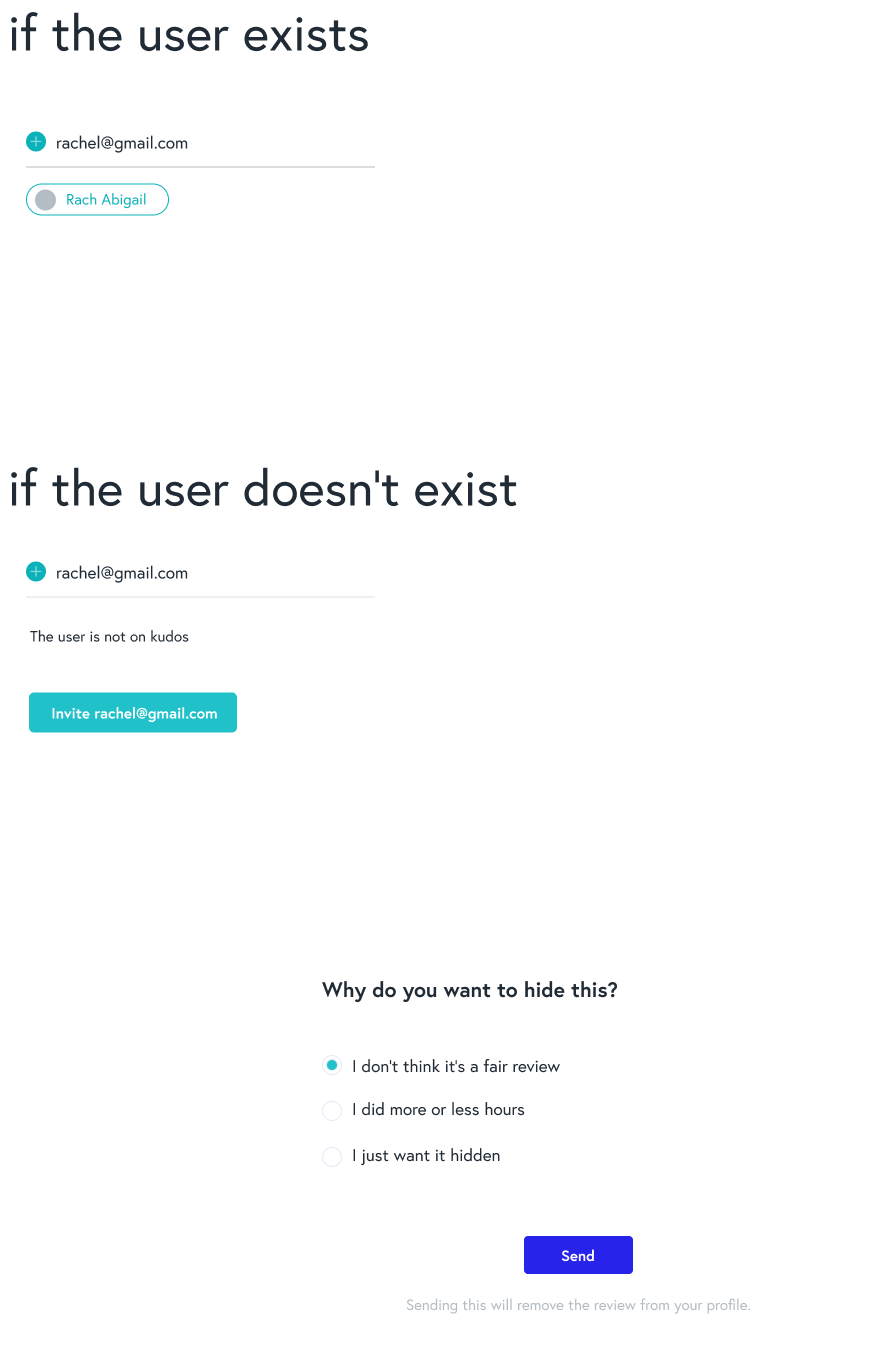 if the user exists
rachel@gmail.com
Rach Abigail
if the user doesn't exist
rachel@gmail.com
The user is not on kudos
Invite rachel@gmail.com
Why do you want to hide this?
I don't think it's a fair review
I did more or less hours
I just want it hidden
Send
Sending this will remove the review from your profile.